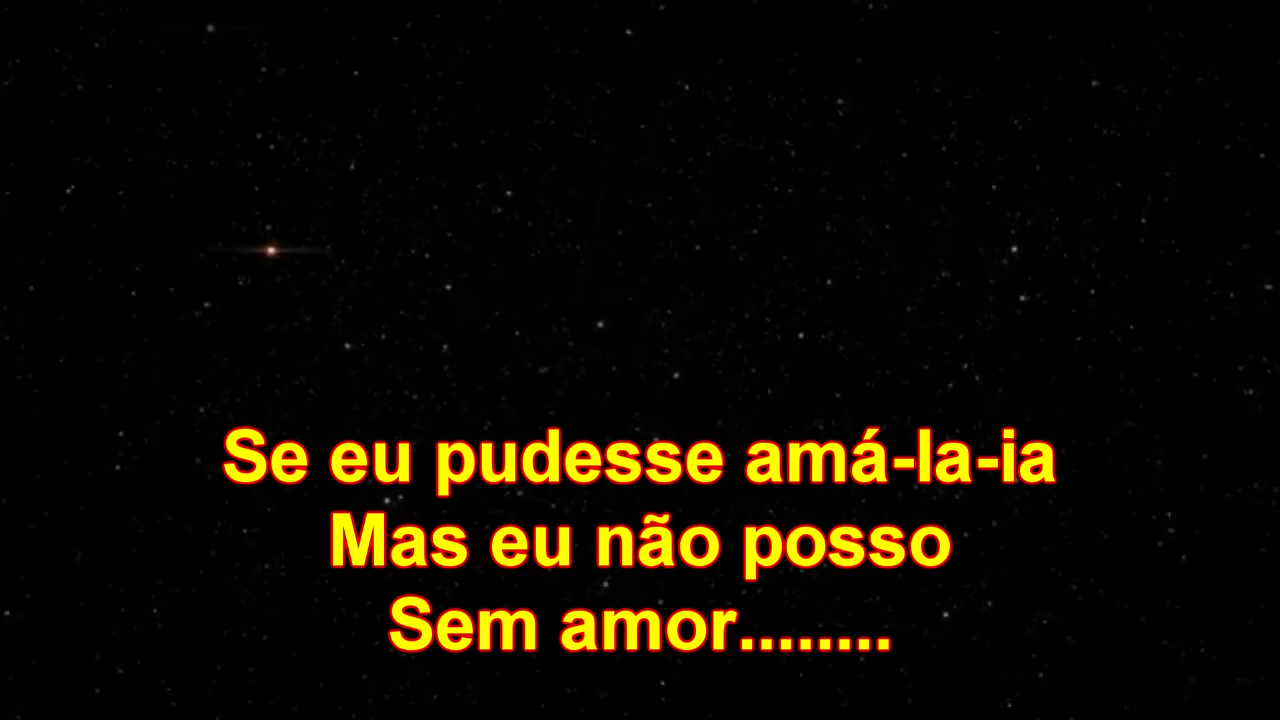 Se eu pudesse amá-la-ia
Mas eu não posso
Sem amor........